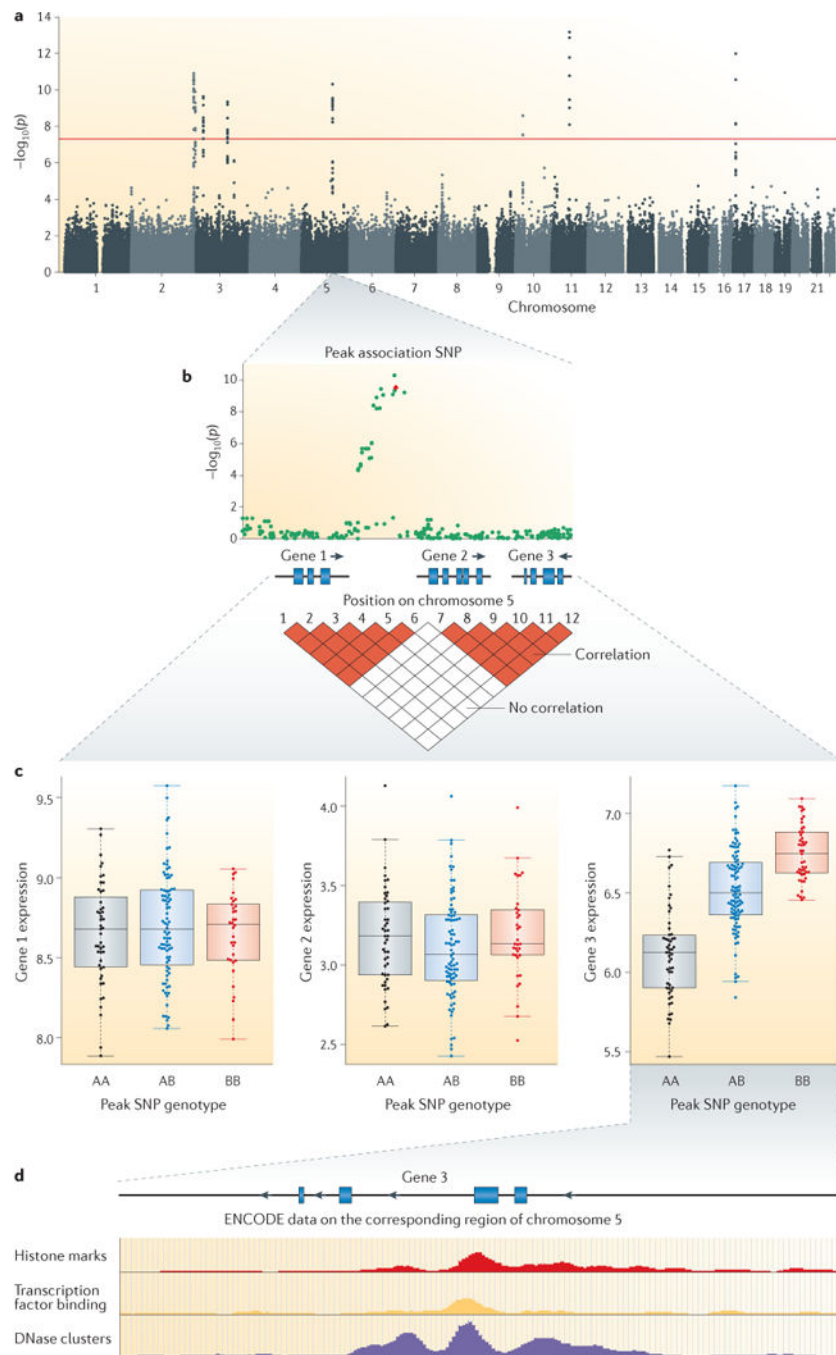 a
14
12
10
8
6
4
2
0
–log10(p)
1 2 3 4 5 6 7 8 9 10 11 12 13 14 15 16 17 18 19 21
Chromosome
Peak association SNP
b
10
8
6
4
2
0
–log10(p)
Gene 1 Gene 2 Gene 3
Position on chromosome 5
1 2 3 4 5 6 7 8 9 10 11 12
Correlation
No correlation
c
9.5
9.0
8.5
8.0
Gene 1 expression
AA AB BB
Peak SNP genotype
4.0
3.5
3.0
2.5
Gene 2 expression
AA AB BB
Peak SNP genotype
7.0
6.5
6.0
5.5
Gene 3 expression
AA AB BB
Peak SNP genotype
d
Gene 3
ENCODE data on the corresponding region of chromosome 5
Histone marks
Transcription
factor binding
DNase clusters